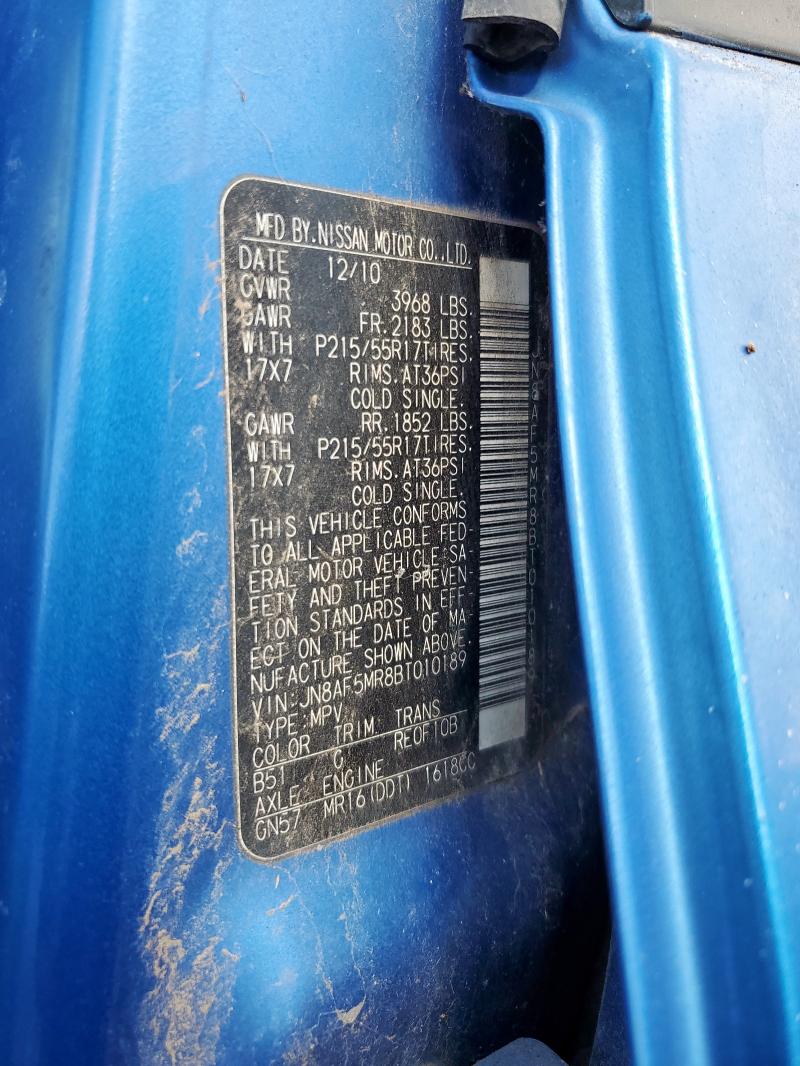 MFD BY.NISSAN MOTOR CO.,LTD.
DATE 12/10
GVWR 3968 LBS.
GAWR FR.2183 LBS.
WITH P215/55R17TIRES.
17X7 RIMS.AT36PSI
COLD SINGLE.
GAWR RR.1852 LBS.
WITH P215/55R17TIRES.
17X7 RIMS.AT36PSI
COLD SINGLE.
THIS VEHICLE CONFORMS
TO ALL APPLICABLE FED-
ERAL MOTOR VEHICLE SA-
FETY AND THEFT PREVEN-
TION STANDARDS IN EFF-
ECT ON THE DATE OF MA-
NUFACTURE SHOWN ABOVE.
VIN:JN8AF5MR8BT010189
TYPE:MPV
COLOR TRIM TRANS
B51 G REOF10B
AXLE ENGINE
GN57 MR16(DDT) 1618CC
JN8AF5MR8BT010189